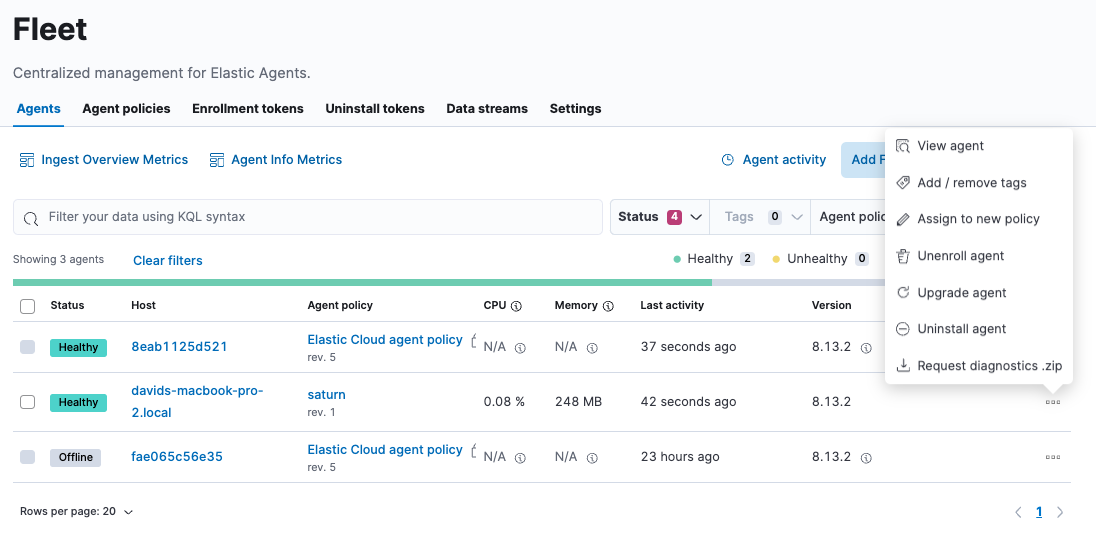 Fleet
Centralized management for Elastic Agents.
Agents Agent policies Enrollment tokens Uninstall tokens Data streams Settings
Ingest Overview Metrics Agent Info Metrics Agent activity Add F
View agent
Add / remove tags
Assign to new policy
Unenroll agent
Upgrade agent
Uninstall agent
Request diagnostics .zip
Filter your data using KQL syntax Status 4 Tags 0 Agent polic
Showing 3 agents Clear filters Healthy 2 Unhealthy 0
Status Host Agent policy CPU Memory Last activity Version
Healthy 8eab1125d521 Elastic Cloud agent policy N/A N/A 37 seconds ago 8.13.2
rev. 5
Healthy davids-macbook-pro-
2.local saturn 0.08 % 248 MB 42 seconds ago 8.13.2
rev. 1
Offline fae065c56e35 Elastic Cloud agent policy N/A N/A 23 hours ago 8.13.2
rev. 5
Rows per page: 20 1